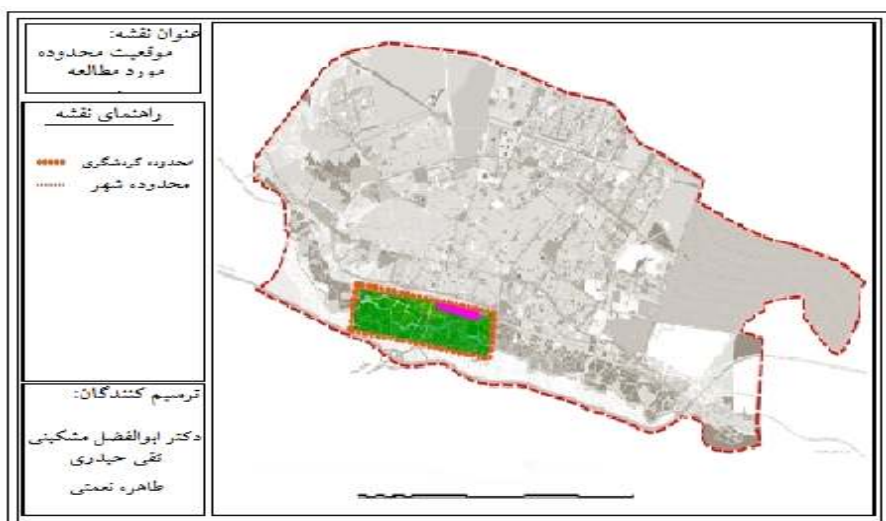 عنوان نقشه:
موقعیت محدوده
مورد مطالعه
راهنمای نقشه
محدوده گردشگری
محدوده شهر
ترسیم کنندگان:
دکتر ابوالفضل مشکینی
تقی حیدری
طاهره نعمتی